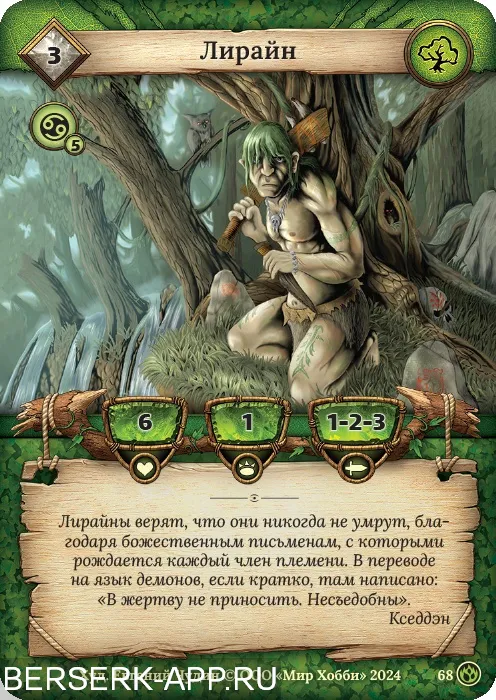 3
Лирайн
5
6
1
1-2-3
Лирайны верят, что они никогда не умрут, бла-
годаря божественным письменам, с которыми
рождается каждый член племени. В переводе
на язык демонов, если кратко, там написано:
«В жертву не приносить. Несъедобны».
Кседдэн
«Мир Хобби» 2024
68
BERSERK-APP.RU